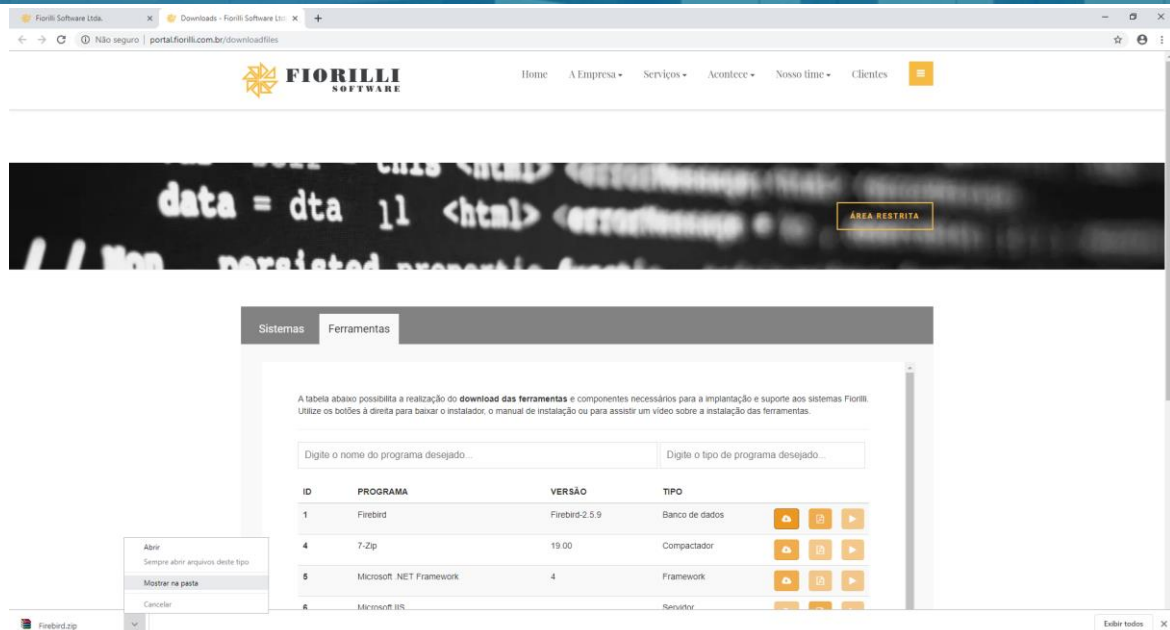 Fiorilli Software Ltda.
Downloads - Fiorilli Software Ltd
Não seguro | portal.fiorilli.com.br/downloadfiles
FIORILLI
SOFTWARE
Home A Empresa Serviços Acontece Nosso time Clientes
data = dta 11 <html>
ÁREA RESTRITA
Sistemas Ferramentas
A tabela abaixo possibilita a realização do download das ferramentas e componentes necessários para a implantação e suporte aos sistemas Fiorilli.
Utilize os botões à direita para baixar o instalador, o manual de instalação ou para assistir um vídeo sobre a instalação das ferramentas.
Digite o nome do programa desejado... Digite o tipo de programa desejado...
ID PROGRAMA VERSÃO TIPO
1 Firebird Firebird-2.5.9 Banco de dados
4 7-Zip 19.00 Compactador
5 Microsoft .NET Framework 4 Framework
6 Microsoft IIS Servidor
Abrir
Sempre abrir arquivos deste tipo
Mostrar na pasta
Cancelar
Firebird.zip
Exibir todos